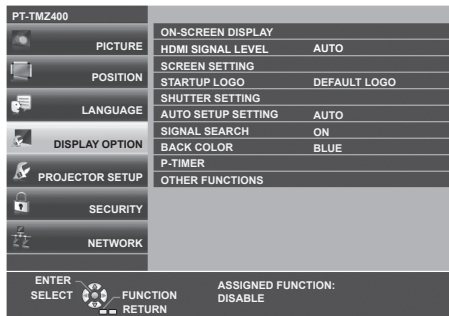 PT-TMZ400
PICTURE
POSITION
LANGUAGE
DISPLAY OPTION
PROJECTOR SETUP
SECURITY
NETWORK
ON-SCREEN DISPLAY
HDMI SIGNAL LEVEL AUTO
SCREEN SETTING
STARTUP LOGO DEFAULT LOGO
SHUTTER SETTING
AUTO SETUP SETTING AUTO
SIGNAL SEARCH ON
BACK COLOR BLUE
P-TIMER
OTHER FUNCTIONS
ENTER
SELECT
FUNCTION
RETURN
ASSIGNED FUNCTION:
DISABLE